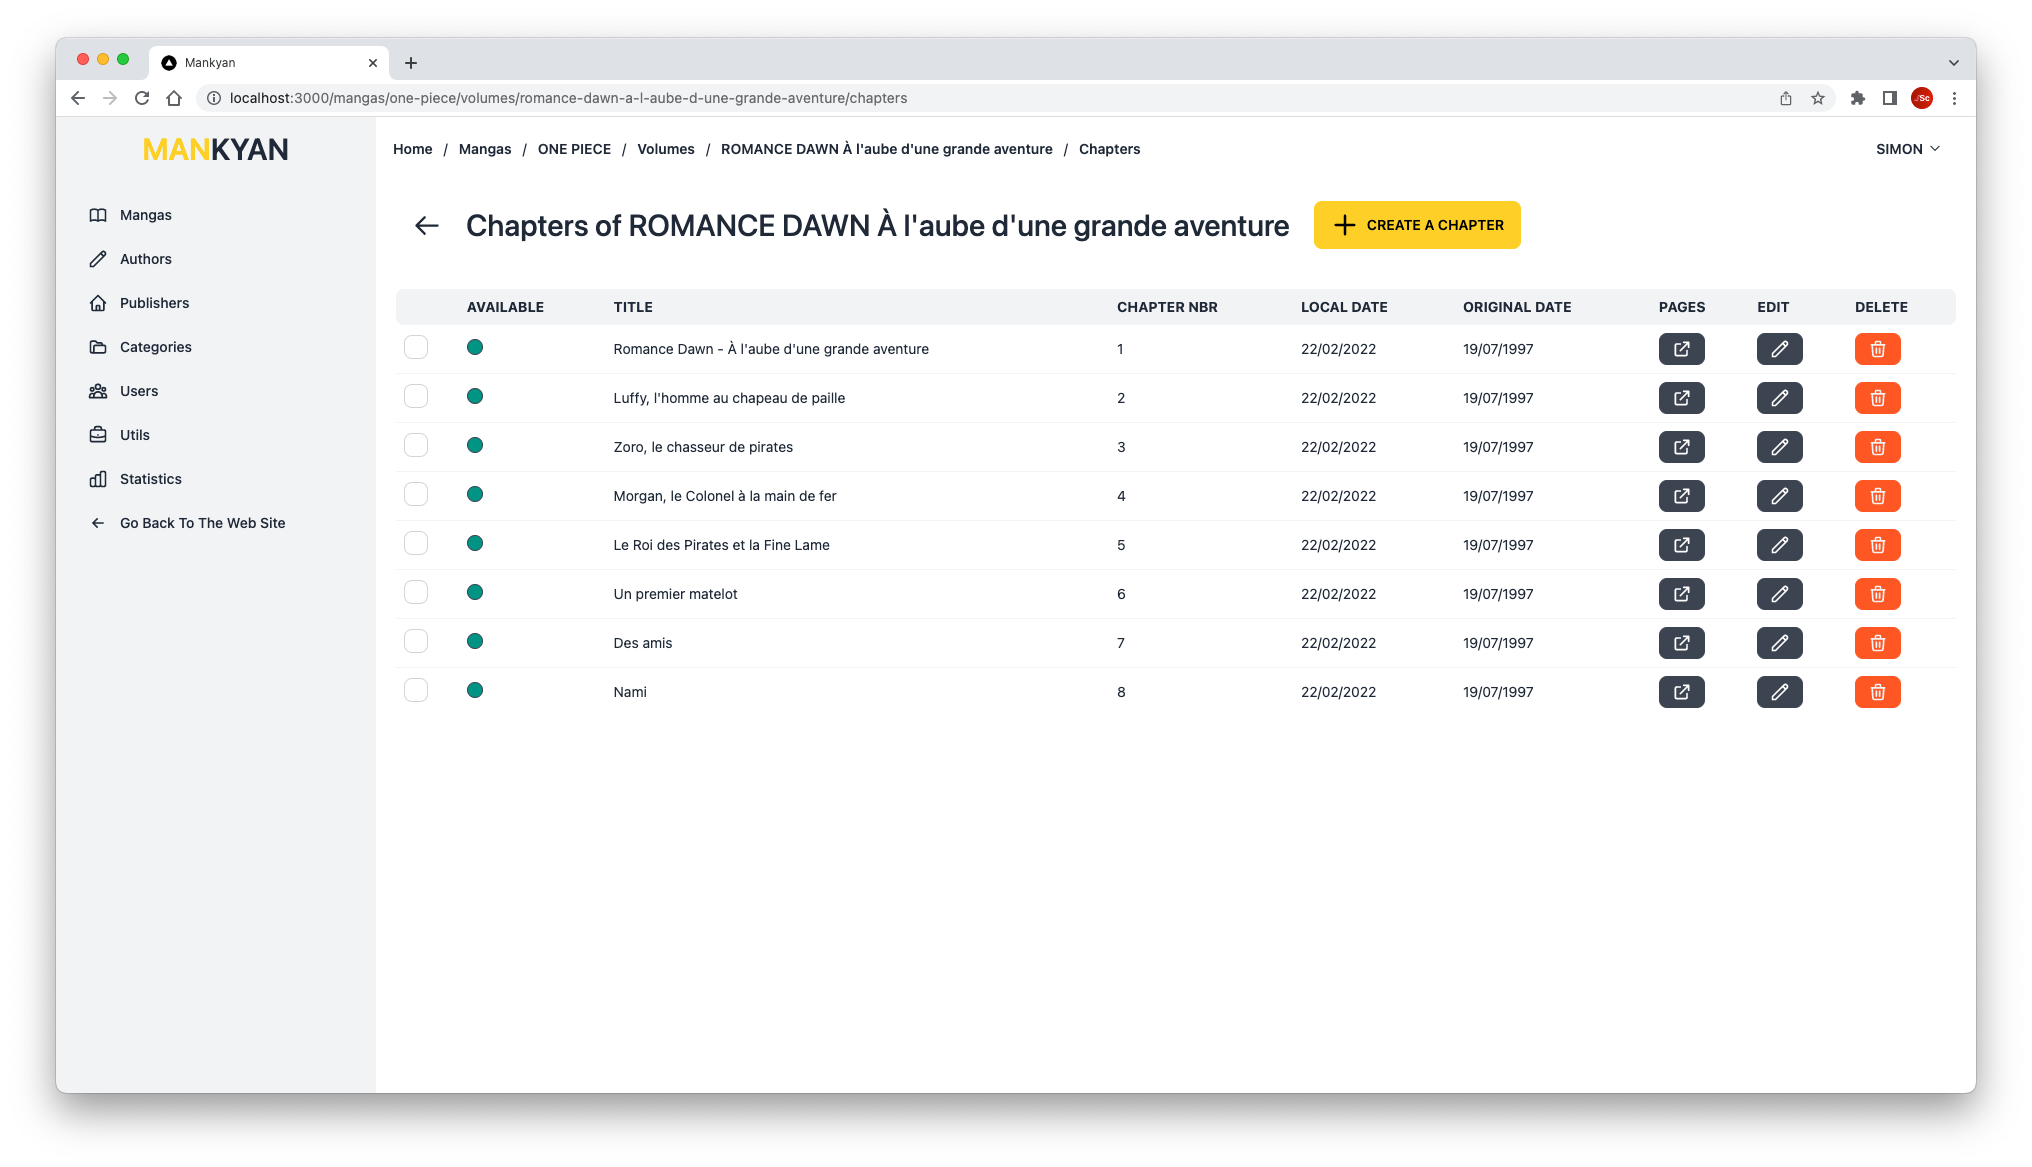 Mankyan
localhost:3000/mangas/one-piece/volumes/romance-dawn-a-l-aube-d-une-grande-aventure/chapters
MANKYAN
Mangas
Authors
Publishers
Categories
Users
Utils
Statistics
Go Back To The Web Site
Home / Mangas / ONE PIECE / Volumes / ROMANCE DAWN À l'aube d'une grande aventure / Chapters
SIMON
Chapters of ROMANCE DAWN À l'aube d'une grande aventure
CREATE A CHAPTER
AVAILABLE TITLE CHAPTER NBR LOCAL DATE ORIGINAL DATE PAGES EDIT DELETE
Romance Dawn - À l'aube d'une grande aventure 1 22/02/2022 19/07/1997
Luffy, l'homme au chapeau de paille 2 22/02/2022 19/07/1997
Zoro, le chasseur de pirates 3 22/02/2022 19/07/1997
Morgan, le Colonel à la main de fer 4 22/02/2022 19/07/1997
Le Roi des Pirates et la Fine Lame 5 22/02/2022 19/07/1997
Un premier matelot 6 22/02/2022 19/07/1997
Des amis 7 22/02/2022 19/07/1997
Nami 8 22/02/2022 19/07/1997